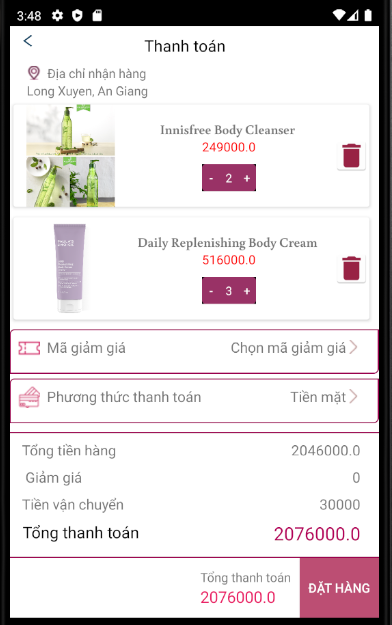 3:48
Thanh toán
Địa chỉ nhận hàng
Long Xuyen, An Giang
Innisfree Body Cleanser
249000.0
- 2 +
Daily Replenishing Body Cream
516000.0
- 3 +
Mã giảm giá Chọn mã giảm giá
Phương thức thanh toán Tiền mặt
Tổng tiền hàng 2046000.0
Giảm giá 0
Tiền vận chuyển 30000
Tổng thanh toán 2076000.0
Tổng thanh toán
2076000.0
ĐẶT HÀNG